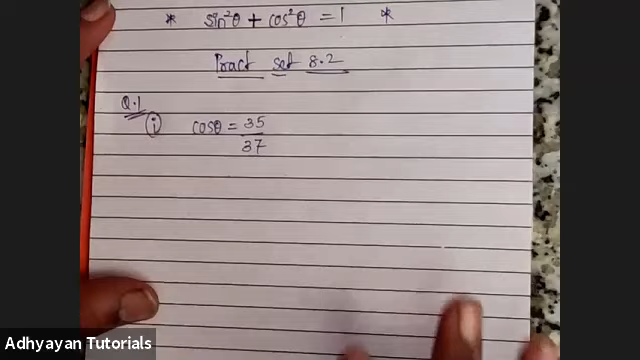 * sin²θ + cos²θ = 1 *
Pract set 8.2
Q.1
(i) cosθ = 35
37
Adhyayan Tutorials